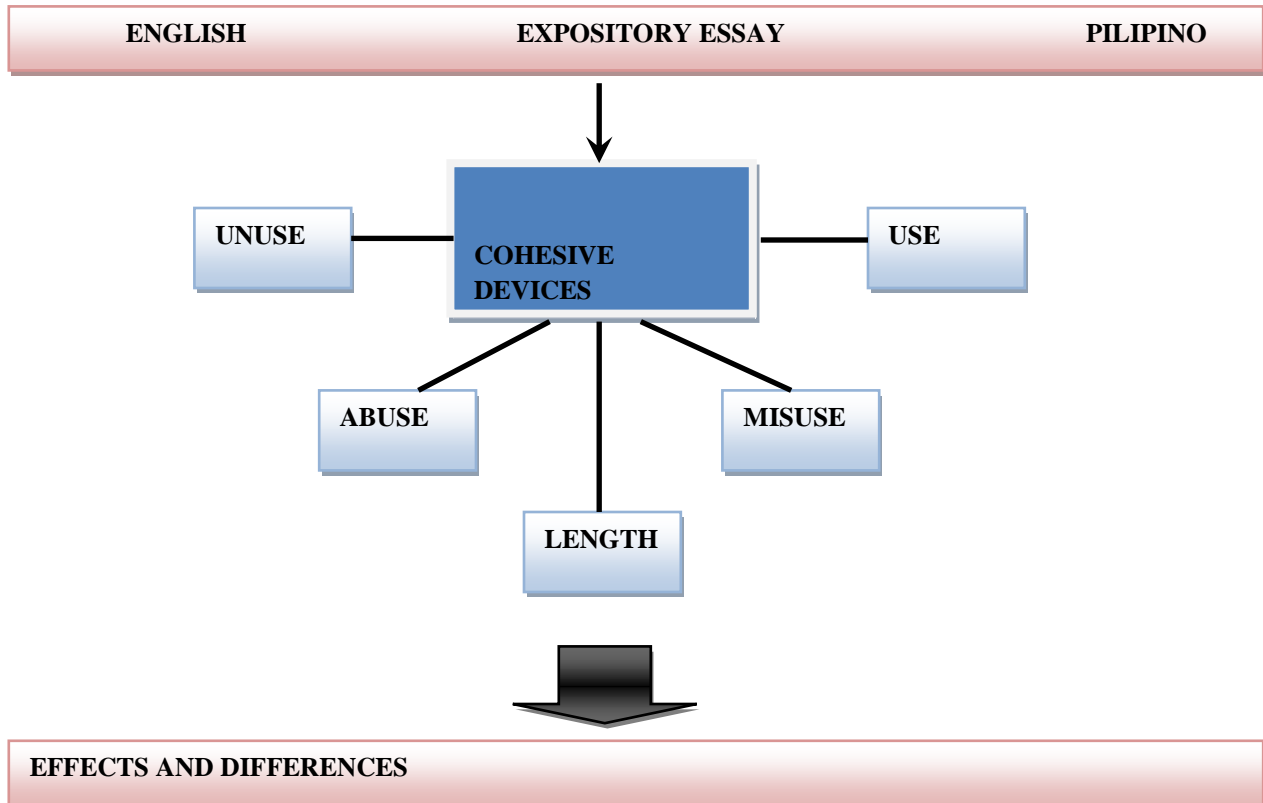 ENGLISH EXPOSITORY ESSAY PILIPINO
UNUSE
COHESIVE
DEVICES
USE
ABUSE
MISUSE
LENGTH
EFFECTS AND DIFFERENCES